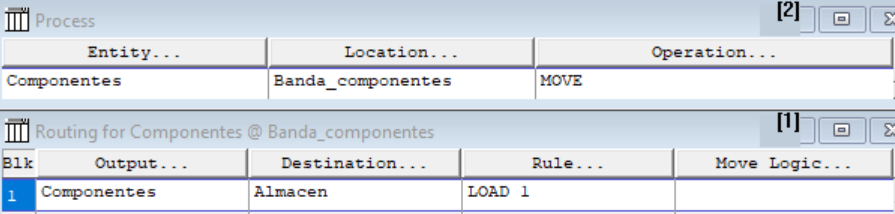 Process [2]
Entity... Location... Operation...
Componentes Banda_componentes MOVE
Routing for Componentes @ Banda_componentes [1]
Blk Output... Destination... Rule... Move Logic...
1 Componentes Almacen LOAD 1